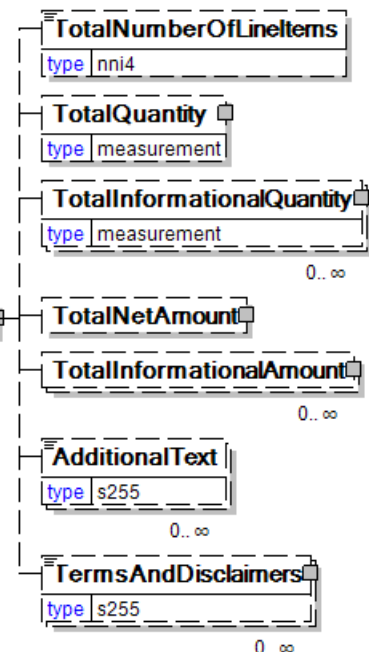 TotalNumberOfLineItems
type nni4
TotalQuantity
type measurement
TotalInformationalQuantity
type measurement
0.. ∞
TotalNetAmount
TotalInformationalAmount
0.. ∞
AdditionalText
type s255
0.. ∞
TermsAndDisclaimers
type s255
0.. ∞